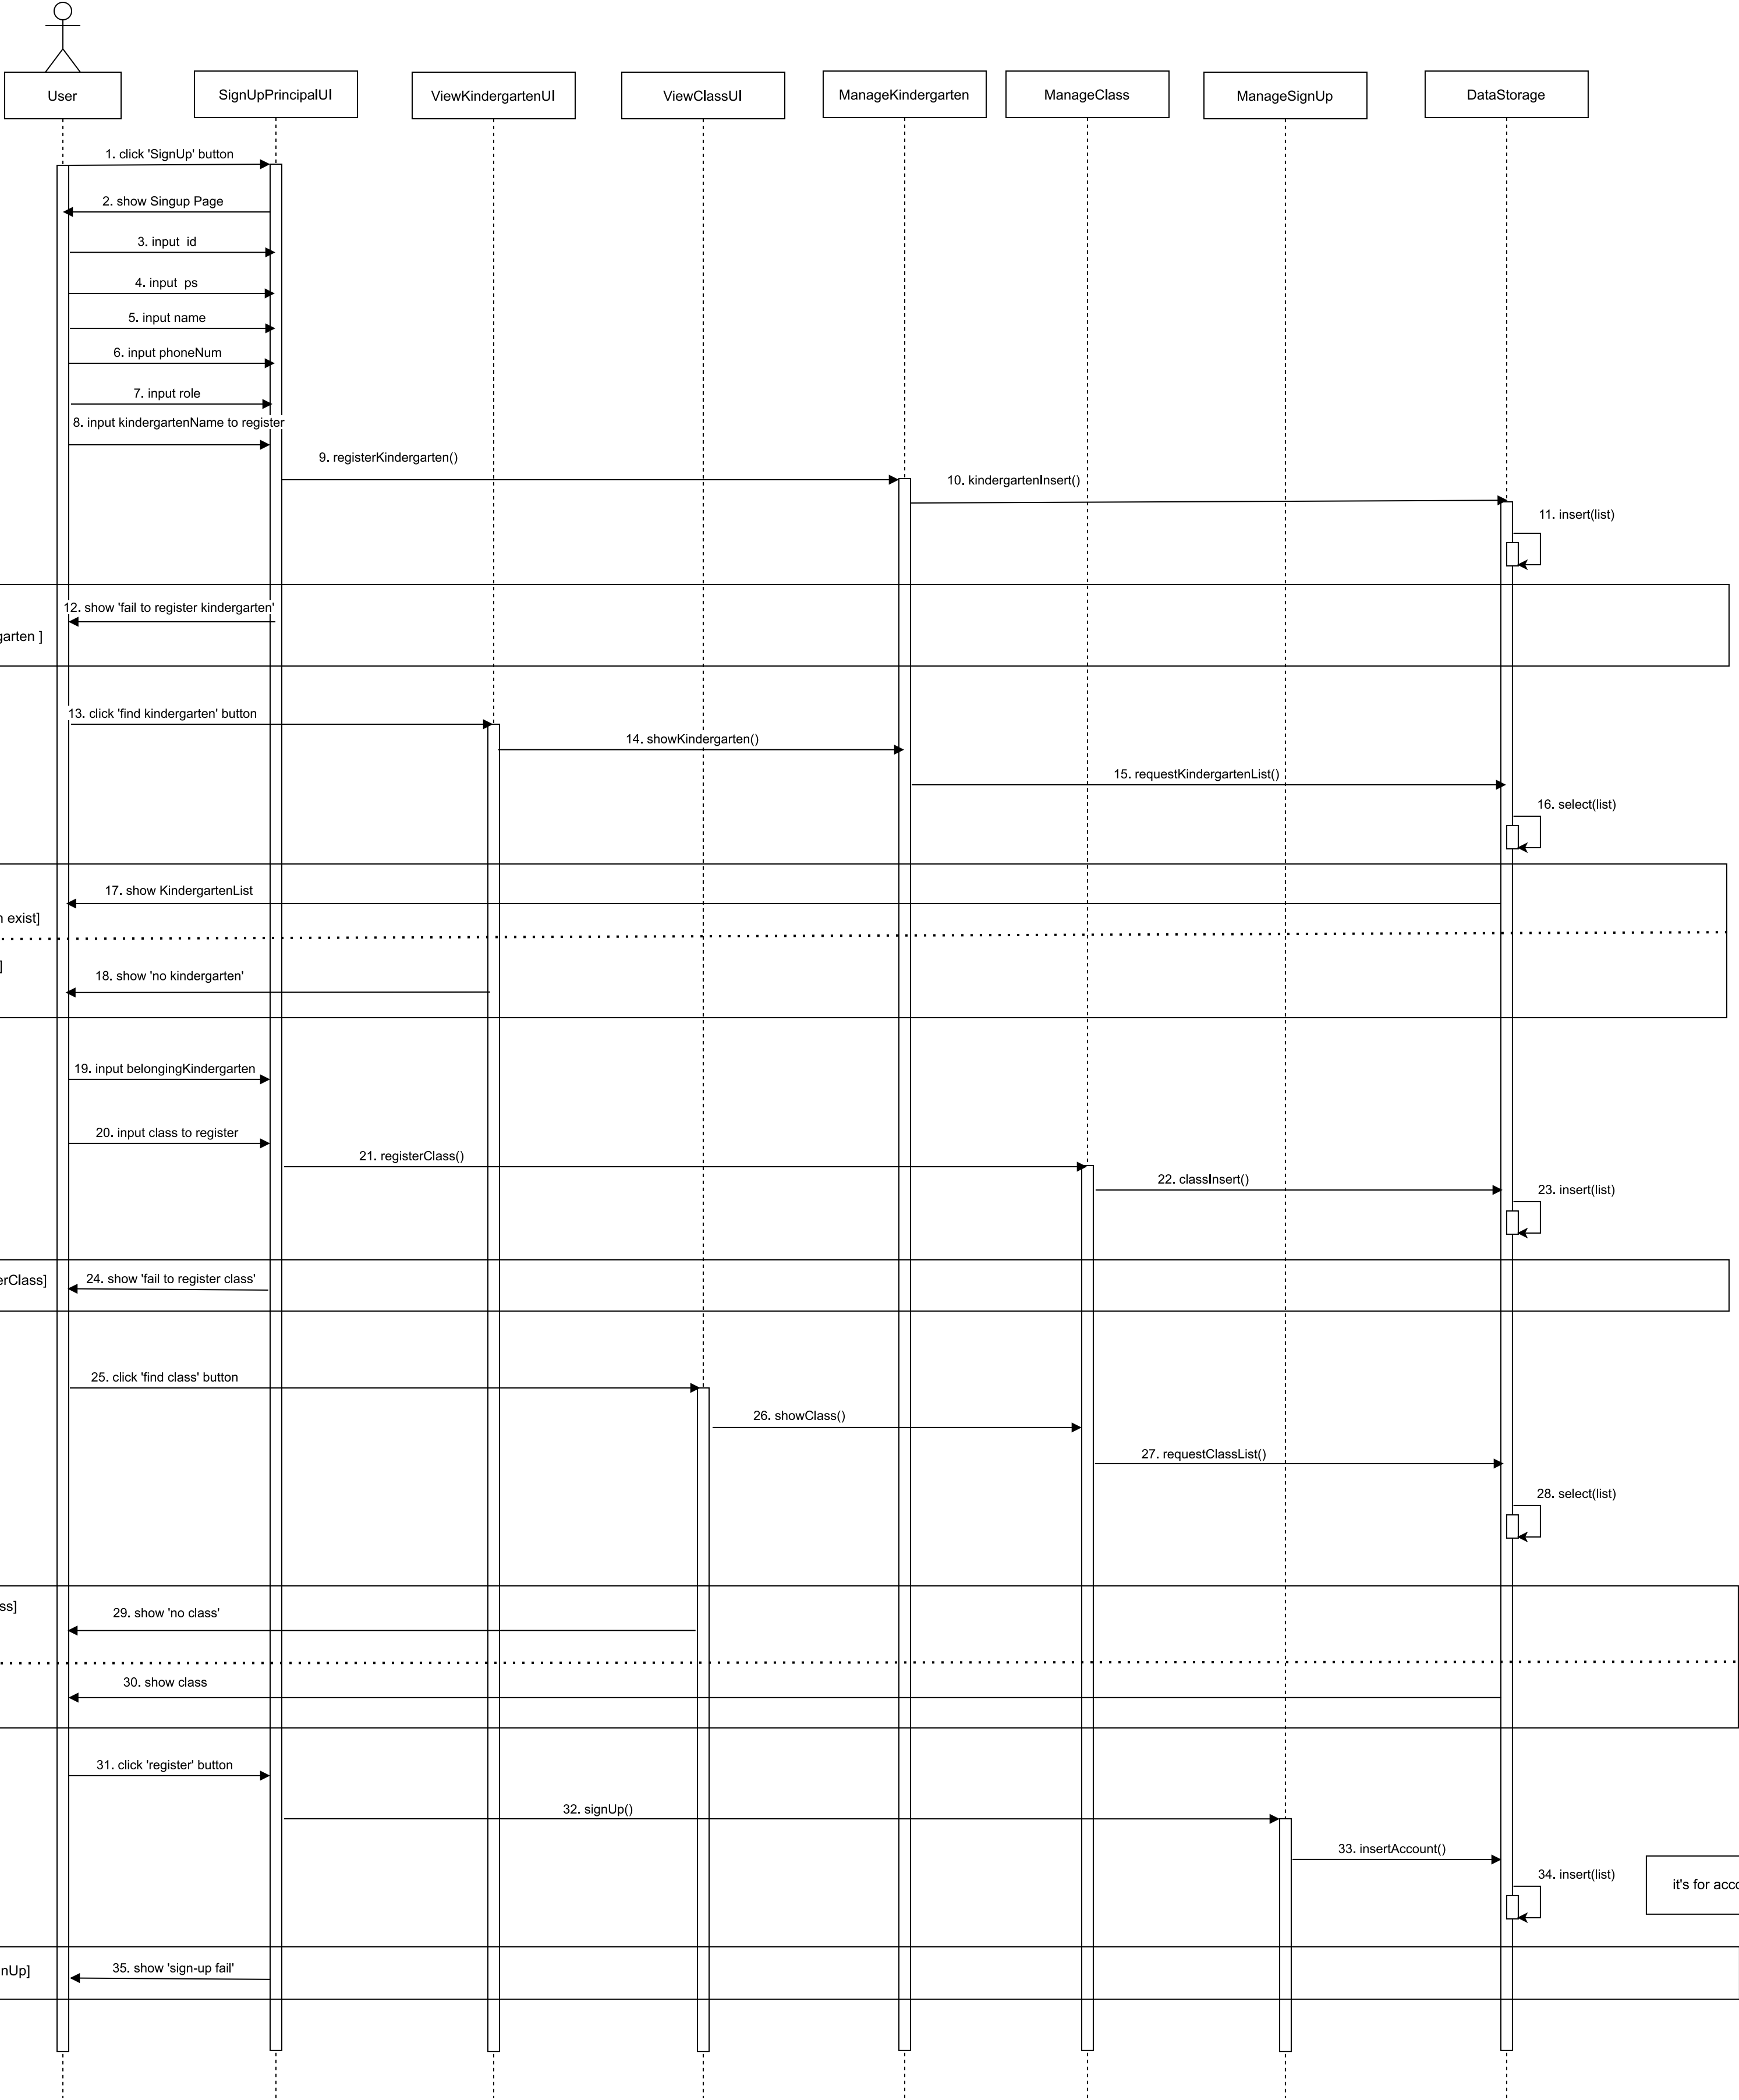 User
SignUpPrincipalUI
ViewKindergartenUI
ViewClassUI
ManageKindergarten
ManageClass
ManageSignUp
DataStorage
1. click 'SignUp' button
2. show Singup Page
3. input  id
4. input  ps
5. input name
6. input phoneNum
7. input role
8. input kindergartenName to register
9. registerKindergarten()
10. kindergartenInsert()
11. insert(list)
12. show 'fail to register kindergarten'
garten ]
13. click 'find kindergarten' button
14. showKindergarten()
15. requestKindergartenList()
16. select(list)
17. show KindergartenList
n exist]
]
18. show 'no kindergarten'
19. input belongingKindergarten
20. input class to register
21. registerClass()
22. classInsert()
23. insert(list)
erClass]
24. show 'fail to register class'
25. click 'find class' button
26. showClass()
27. requestClassList()
28. select(list)
ss]
29. show 'no class'
30. show class
31. click 'register' button
32. signUp()
33. insertAccount()
34. insert(list)
it's for acco
nUp]
35. show 'sign-up fail'